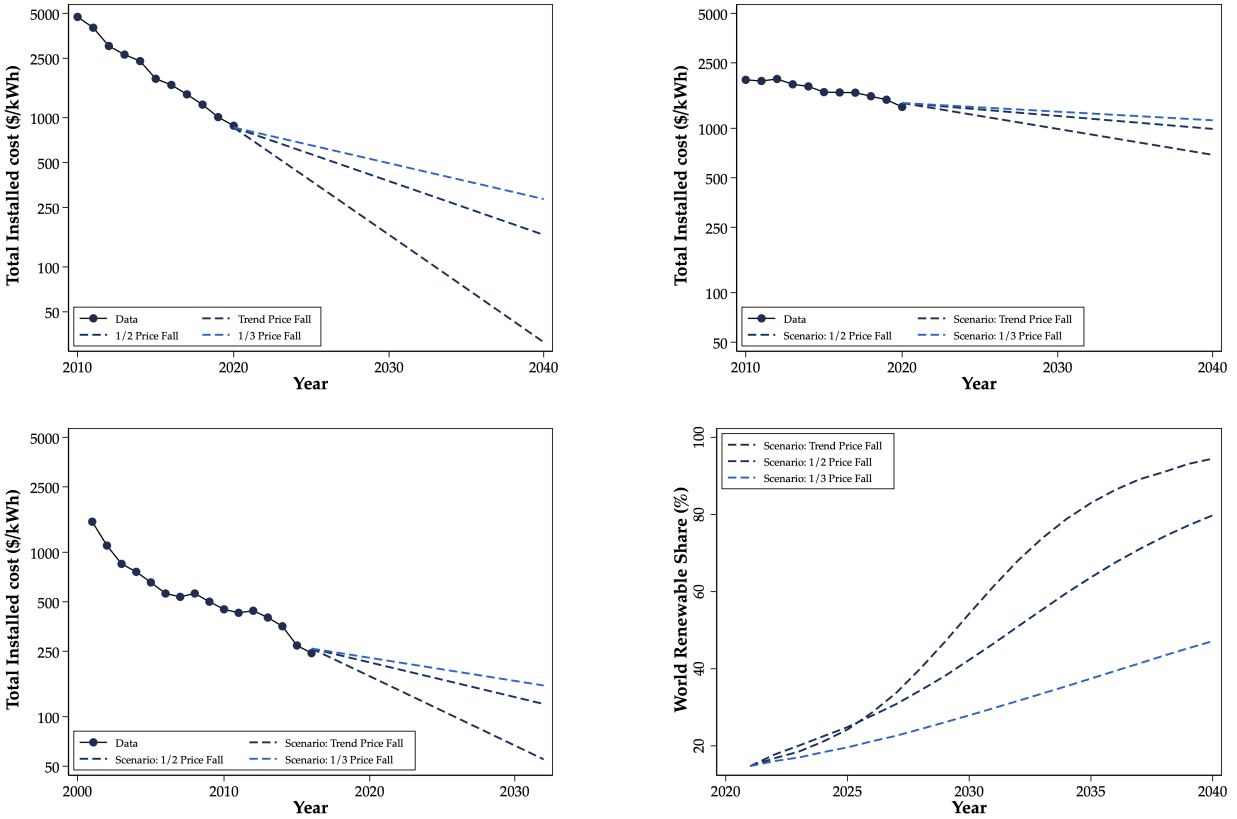 5000
2500
1000
500
250
100
50
Total Installed cost ($/kWh)
Data
Trend Price Fall
1/2 Price Fall
1/3 Price Fall
2010 2020 2030 2040
Year
5000
2500
1000
500
250
100
50
Total Installed cost ($/kWh)
Data
Scenario: Trend Price Fall
Scenario: 1/2 Price Fall
Scenario: 1/3 Price Fall
2010 2020 2030 2040
Year
5000
2500
1000
500
250
100
50
Total Installed cost ($/kWh)
Data
Scenario: Trend Price Fall
Scenario: 1/2 Price Fall
Scenario: 1/3 Price Fall
2000 2010 2020 2030
Year
100
80
60
40
20
World Renewable Share (%)
Scenario: Trend Price Fall
Scenario: 1/2 Price Fall
Scenario: 1/3 Price Fall
2020 2025 2030 2035 2040
Year